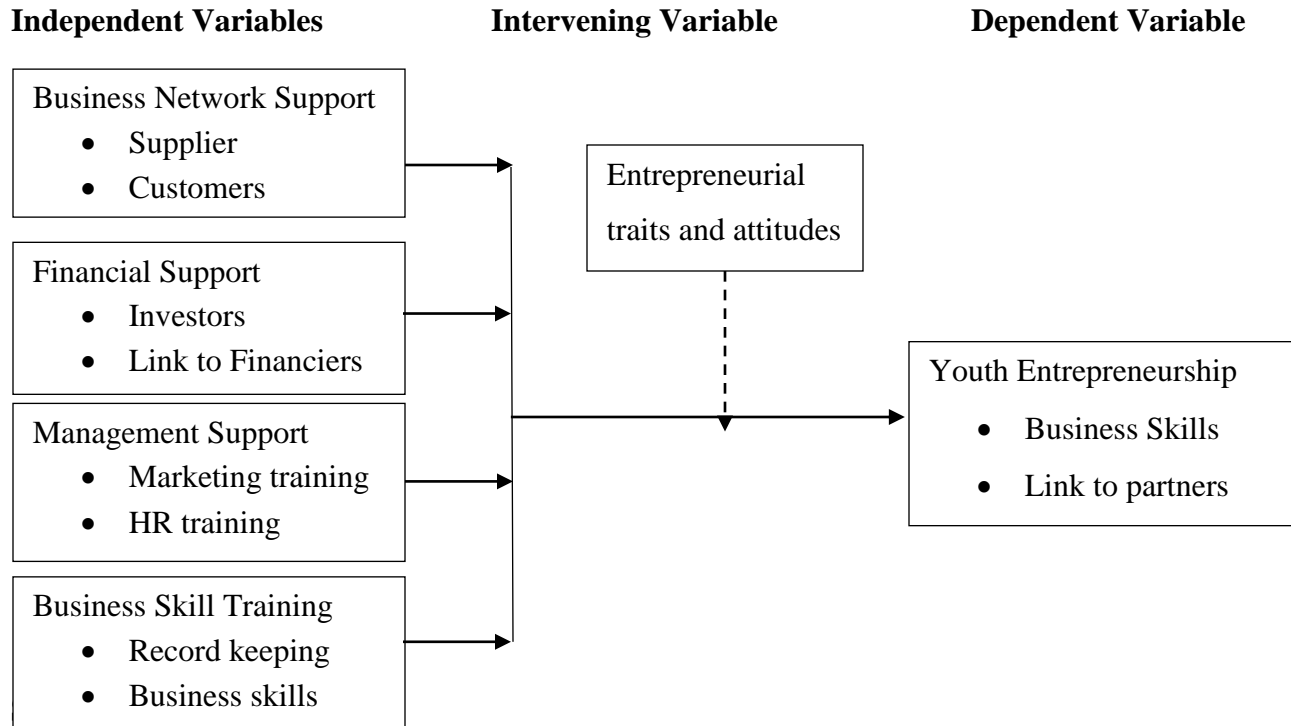 Independent Variables
Intervening Variable
Dependent Variable
Business Network Support
• Supplier
• Customers
Financial Support
• Investors
• Link to Financiers
Management Support
• Marketing training
• HR training
Business Skill Training
• Record keeping
• Business skills
Entrepreneurial
traits and attitudes
Youth Entrepreneurship
• Business Skills
• Link to partners